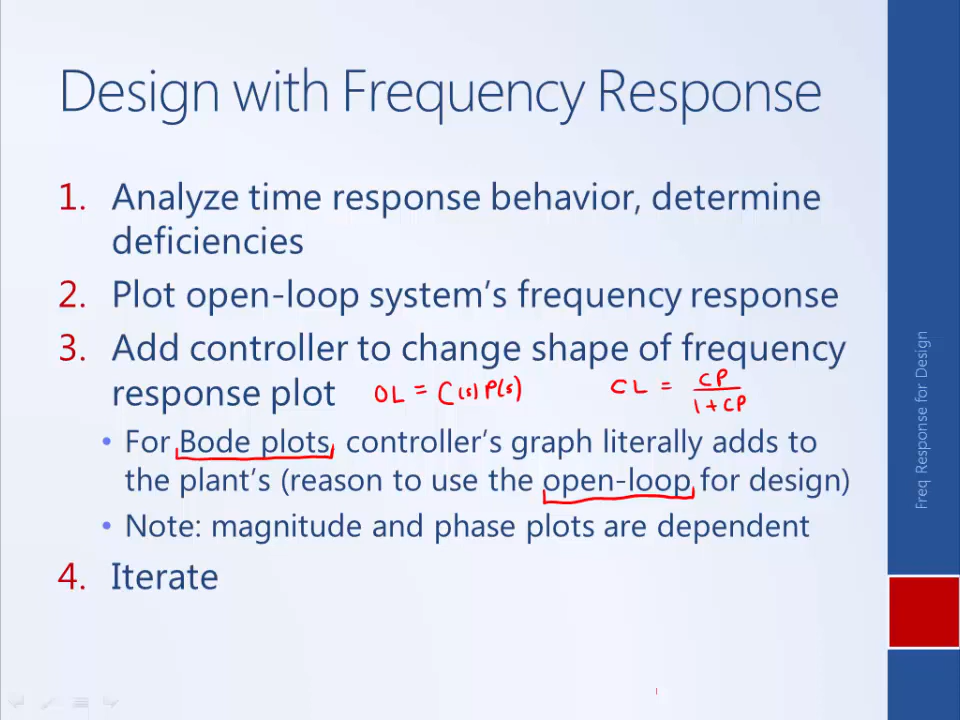 Design with Frequency Response
1. Analyze time response behavior, determine
deficiencies
2. Plot open-loop system's frequency response
3. Add controller to change shape of frequency
response plot OL = C(s) P(s) CL = CP / 1 + CP
• For Bode plots, controller's graph literally adds to
the plant's (reason to use the open-loop for design)
• Note: magnitude and phase plots are dependent
4. Iterate
Freq Response for Design